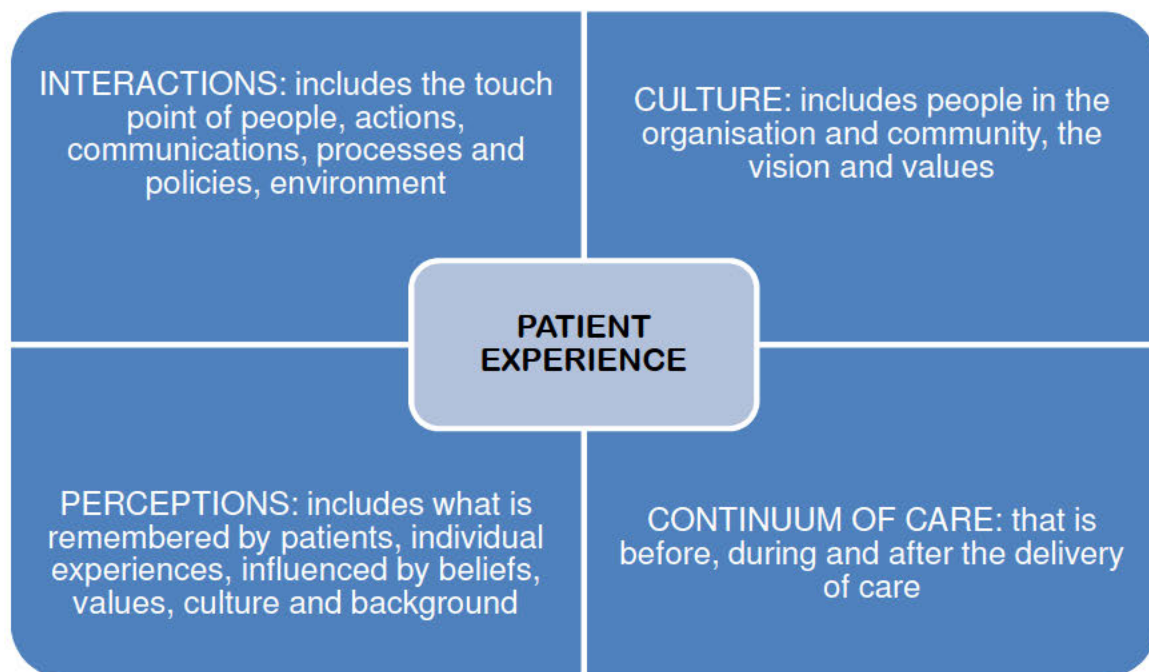 INTERACTIONS: includes the touch
point of people, actions,
communications, processes and
policies, environment
CULTURE: includes people in the
organisation and community, the
vision and values
PATIENT
EXPERIENCE
PERCEPTIONS: includes what is
remembered by patients, individual
experiences, influenced by beliefs,
values, culture and background
CONTINUUM OF CARE: that is
before, during and after the delivery
of care